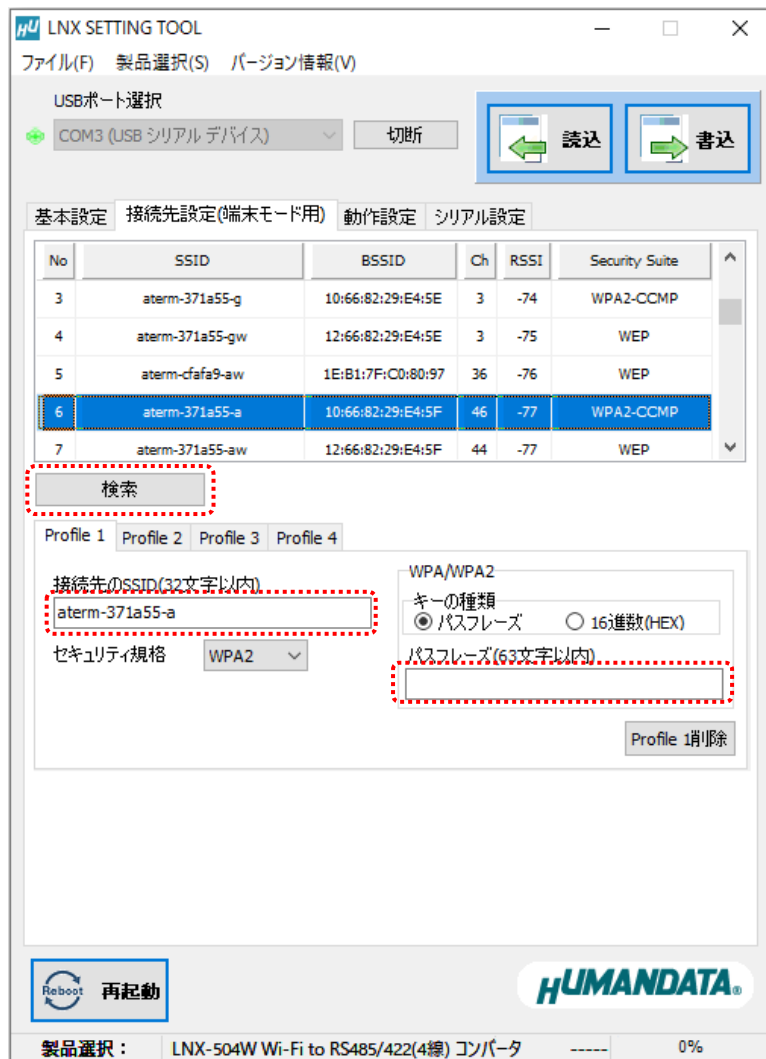 HU LNX SETTING TOOL
ファイル(F) 製品選択(S) バージョン情報(V)
USBポート選択
COM3 (USB シリアル デバイス) 切断 読込 書込
基本設定 接続先設定(端末モード用) 動作設定 シリアル設定
No SSID BSSID Ch RSSI Security Suite
3 aterm-371a55-g 10:66:82:29:E4:5E 3 -74 WPA2-CCMP
4 aterm-371a55-gw 12:66:82:29:E4:5E 3 -75 WEP
5 aterm-cfafa9-aw 1E:B1:7F:C0:80:97 36 -76 WEP
6 aterm-371a55-a 10:66:82:29:E4:5F 46 -77 WPA2-CCMP
7 aterm-371a55-aw 12:66:82:29:E4:5F 44 -77 WEP
検索
Profile 1 Profile 2 Profile 3 Profile 4
接続先のSSID(32文字以内)
aterm-371a55-a
セキュリティ規格 WPA2
WPA/WPA2
キーの種類
パスフレーズ 16進数(HEX)
パスフレーズ(63文字以内)
Profile 1削除
Reboot 再起動
HUMANDATA®
製品選択: LNX-504W Wi-Fi to RS485/422(4線) コンバータ ----- 0%